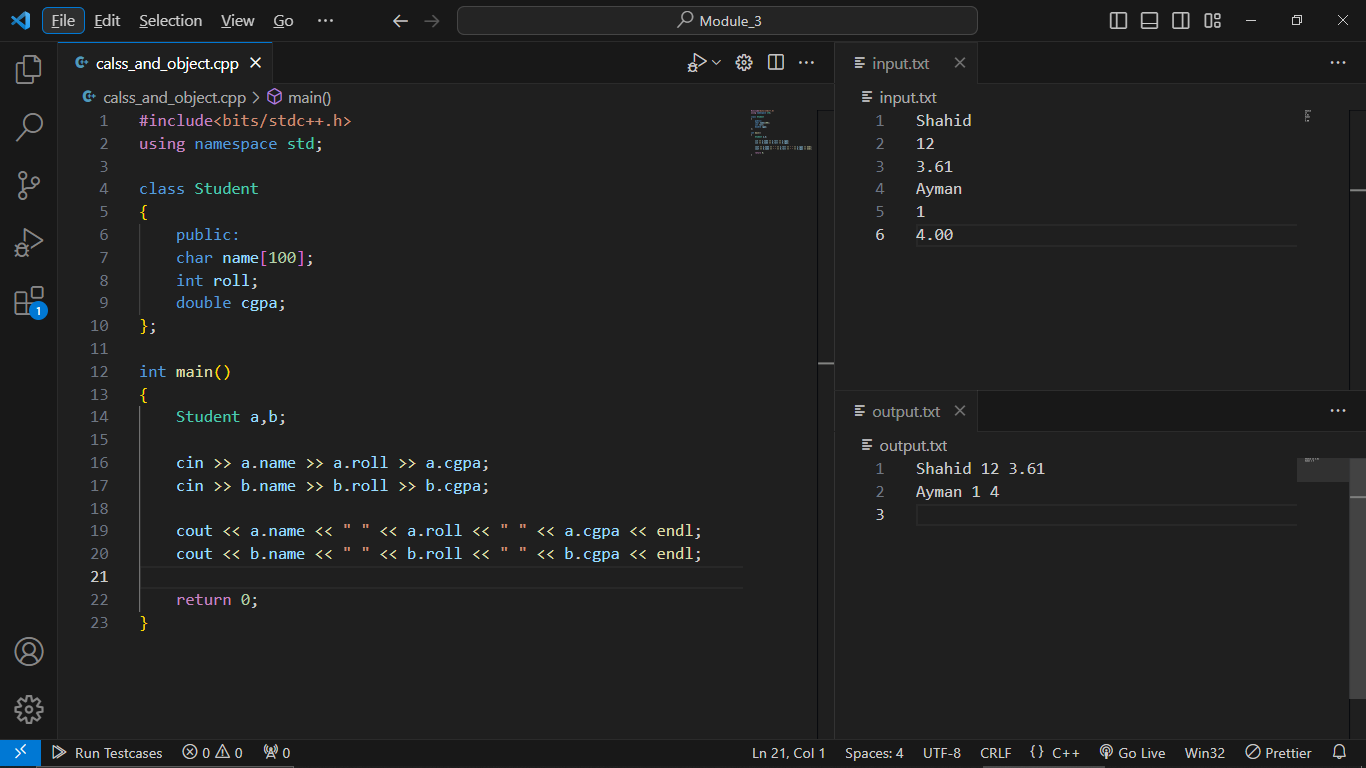 File Edit Selection View Go ··· Module_3
calss_and_object.cpp
calss_and_object.cpp > main()
1 #include<bits/stdc++.h>
2 using namespace std;
3
4 class Student
5 {
6 public:
7 char name[100];
8 int roll;
9 double cgpa;
10 };
11
12 int main()
13 {
14 Student a,b;
15
16 cin >> a.name >> a.roll >> a.cgpa;
17 cin >> b.name >> b.roll >> b.cgpa;
18
19 cout << a.name << " " << a.roll << " " << a.cgpa << endl;
20 cout << b.name << " " << b.roll << " " << b.cgpa << endl;
21
22 return 0;
23 }
input.txt
input.txt
1 Shahid
2 12
3 3.61
4 Ayman
5 1
6 4.00
output.txt
output.txt
1 Shahid 12 3.61
2 Ayman 1 4
3
1
Run Testcases 0 0 0 Ln 21, Col 1 Spaces: 4 UTF-8 CRLF {} C++ Go Live Win32 Prettier